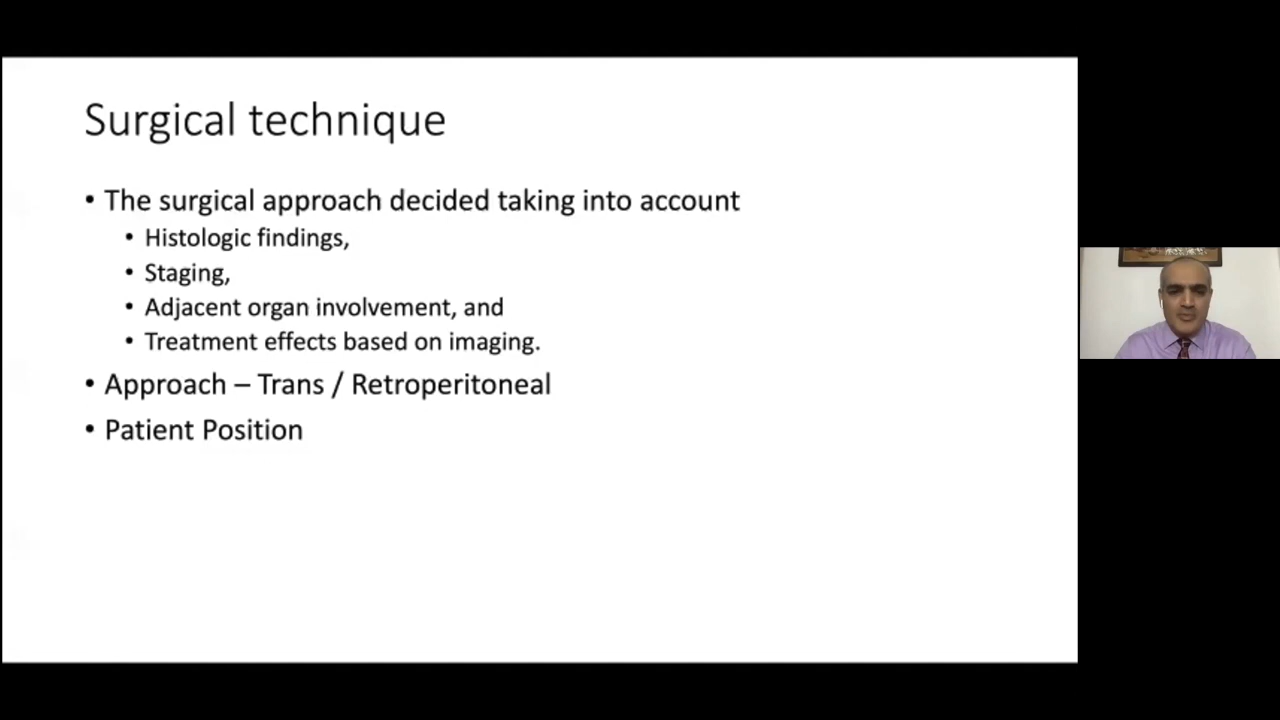 Surgical technique
• The surgical approach decided taking into account
• Histologic findings,
• Staging,
• Adjacent organ involvement, and
• Treatment effects based on imaging.
• Approach – Trans / Retroperitoneal
• Patient Position